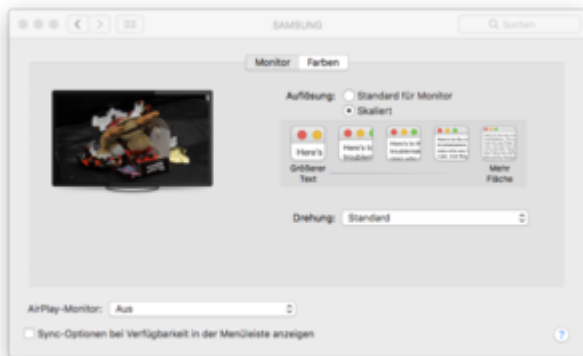 SAMSUNG
Suchen
Monitor Farben
Auflösung: Standard für Monitor
Skaliert
Here's
Größerer Text
Mehr Fläche
Drehung: Standard
AirPlay-Monitor: Aus
Sync-Optionen bei Verfügbarkeit in der Menüleiste anzeigen
?